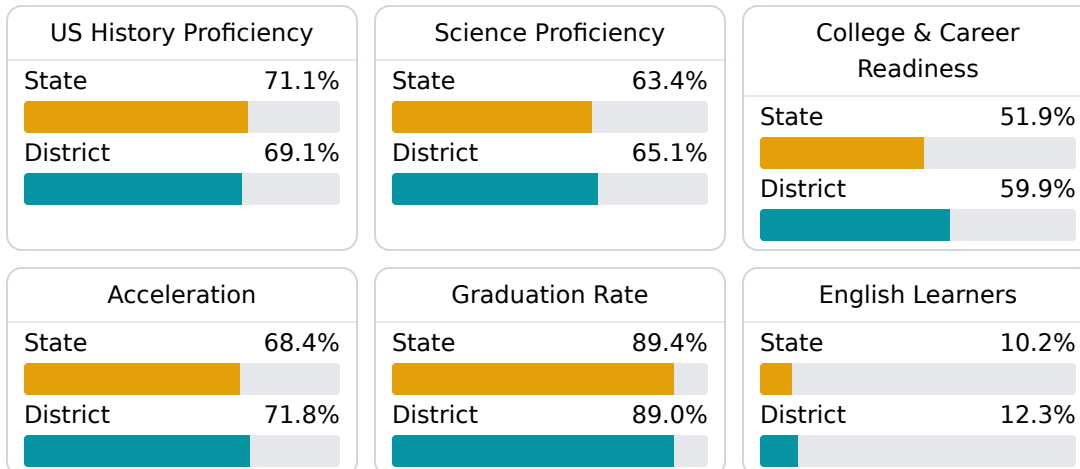 US History Proficiency
State 71.1%
District 69.1%
Science Proficiency
State 63.4%
District 65.1%
College & Career
Readiness
State 51.9%
District 59.9%
Acceleration
State 68.4%
District 71.8%
Graduation Rate
State 89.4%
District 89.0%
English Learners
State 10.2%
District 12.3%